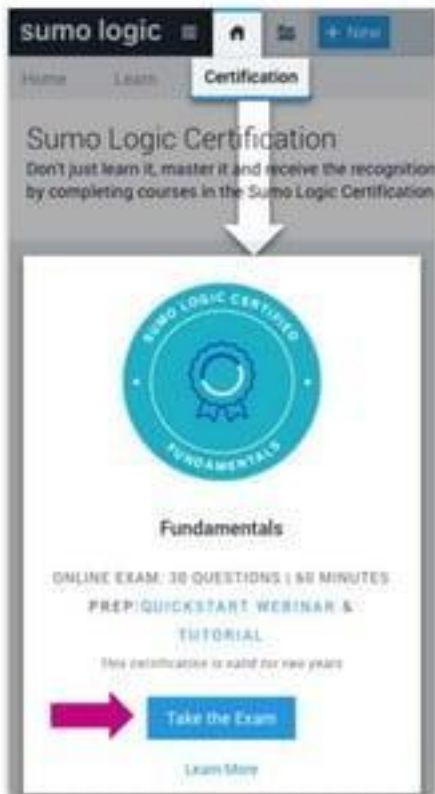 sumo logic
+ New
Home Learn Certification
Sumo Logic Certification
Don't just learn it, master it and receive the recognition
by completing courses in the Sumo Logic Certification
SUMO LOGIC CERTIFIED
FUNDAMENTALS
Fundamentals
ONLINE EXAM: 30 QUESTIONS | 60 MINUTES
PREP: QUICKSTART WEBINAR &
TUTORIAL
This certification is valid for two years
Take the Exam
Learn More